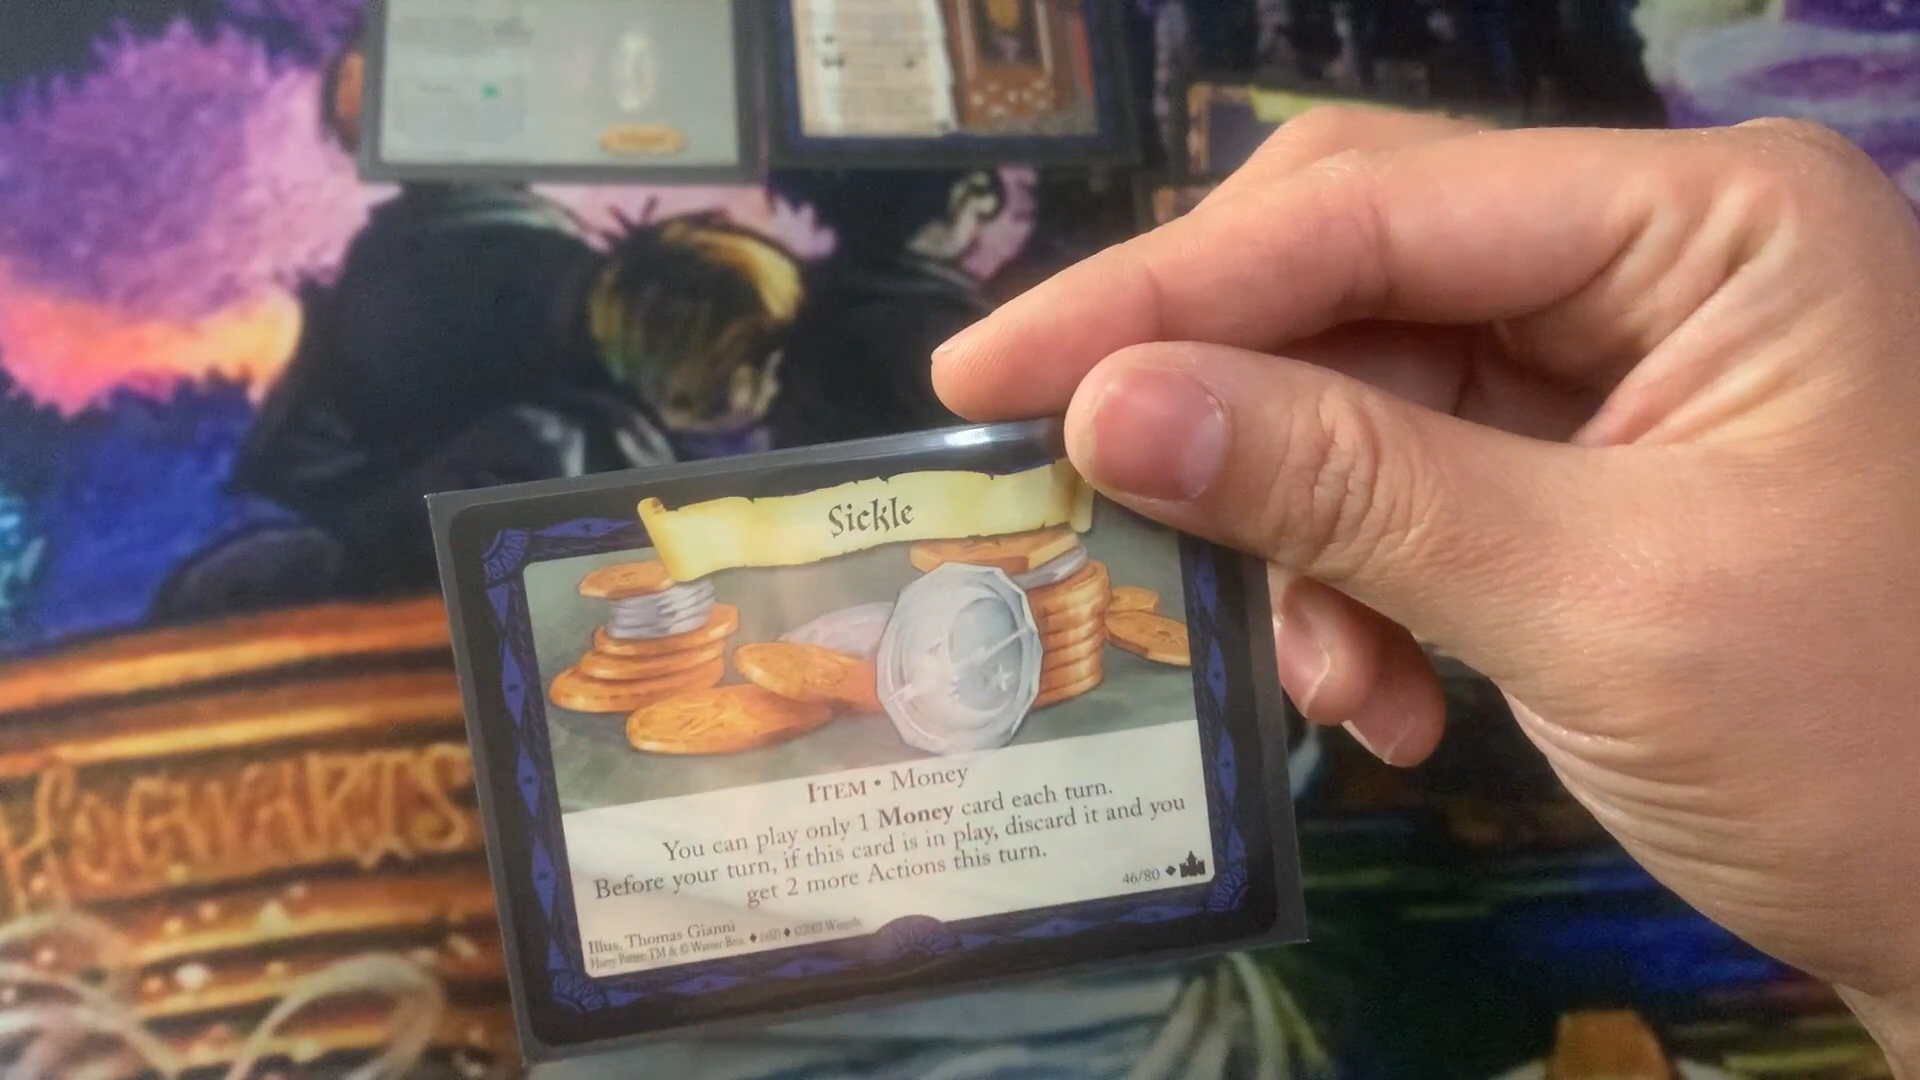 Sickle
ITEM • Money
You can play only 1 Money card each turn.
Before your turn, if this card is in play, discard it and you
get 2 more Actions this turn.
46/80
Illus. Thomas Gianni
Harry Potter, TM & © Warner Bros. ◆ (s02) ◆ ©2002 Wizards
HOGWARTS